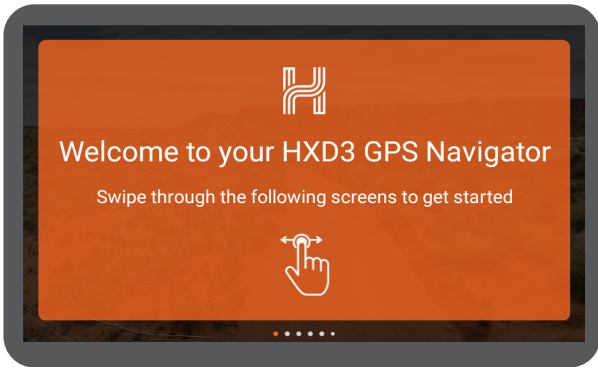 H
Welcome to your HXD3 GPS Navigator
Swipe through the following screens to get started